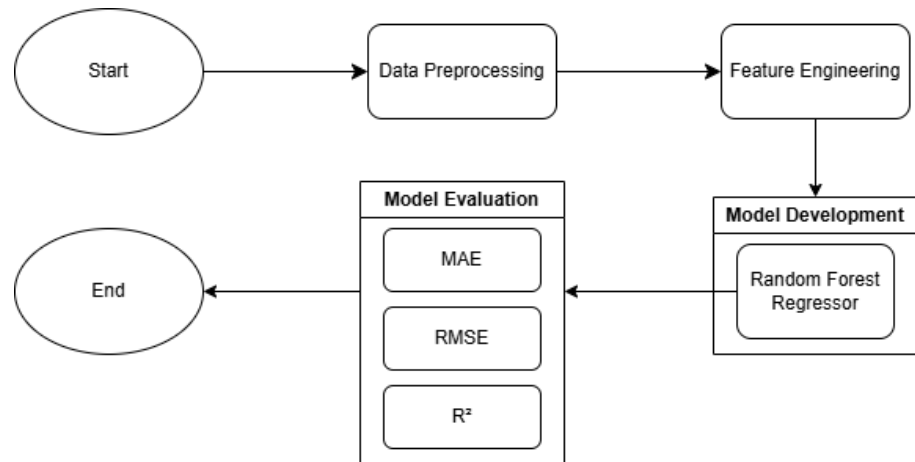 Start
Data Preprocessing
Feature Engineering
Model Development
Random Forest
Regressor
Model Evaluation
MAE
RMSE
R²
End